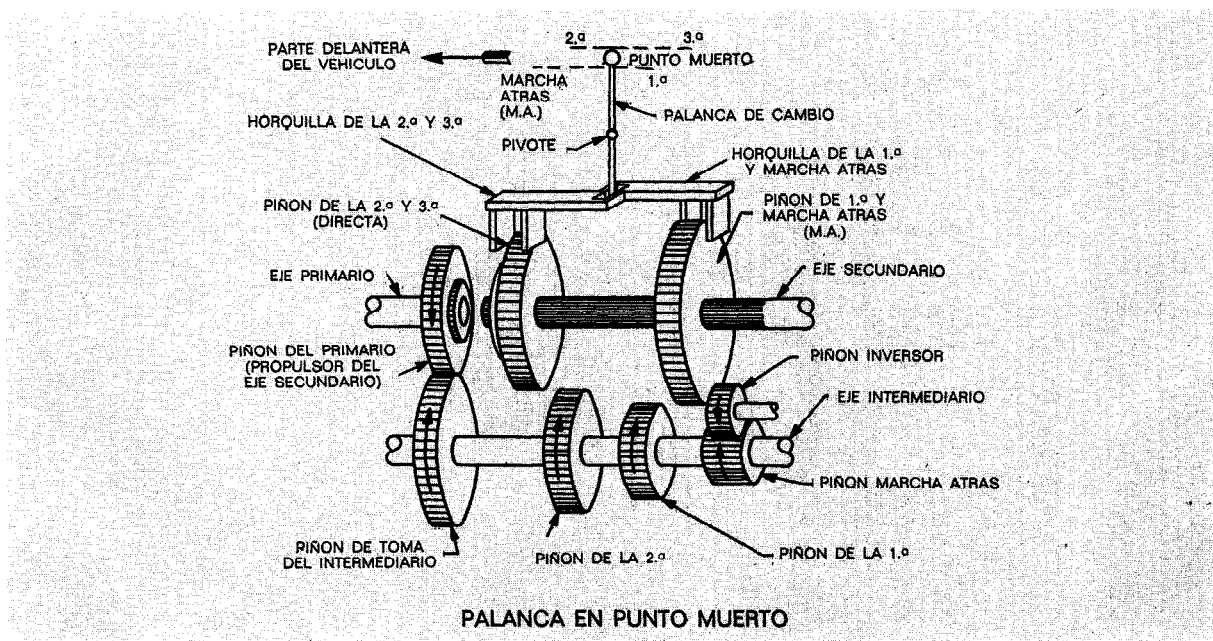 2.ª 3.ª
PARTE DELANTERA
DEL VEHICULO
PUNTO MUERTO
MARCHA
ATRAS
(M.A.)
1.ª
PALANCA DE CAMBIO
HORQUILLA DE LA 2.ª Y 3.ª
PIVOTE
HORQUILLA DE LA 1.ª
Y MARCHA ATRAS
PIÑON DE LA 2.ª Y 3.ª
(DIRECTA)
PIÑON DE 1.ª Y
MARCHA ATRAS
(M.A.)
EJE PRIMARIO
EJE SECUNDARIO
PIÑON DEL PRIMARIO
(PROPULSOR DEL
EJE SECUNDARIO)
PIÑON INVERSOR
EJE INTERMEDIARIO
PIÑON MARCHA ATRAS
PIÑON DE TOMA
DEL INTERMEDIARIO
PIÑON DE LA 2.ª
PIÑON DE LA 1.ª
PALANCA EN PUNTO MUERTO